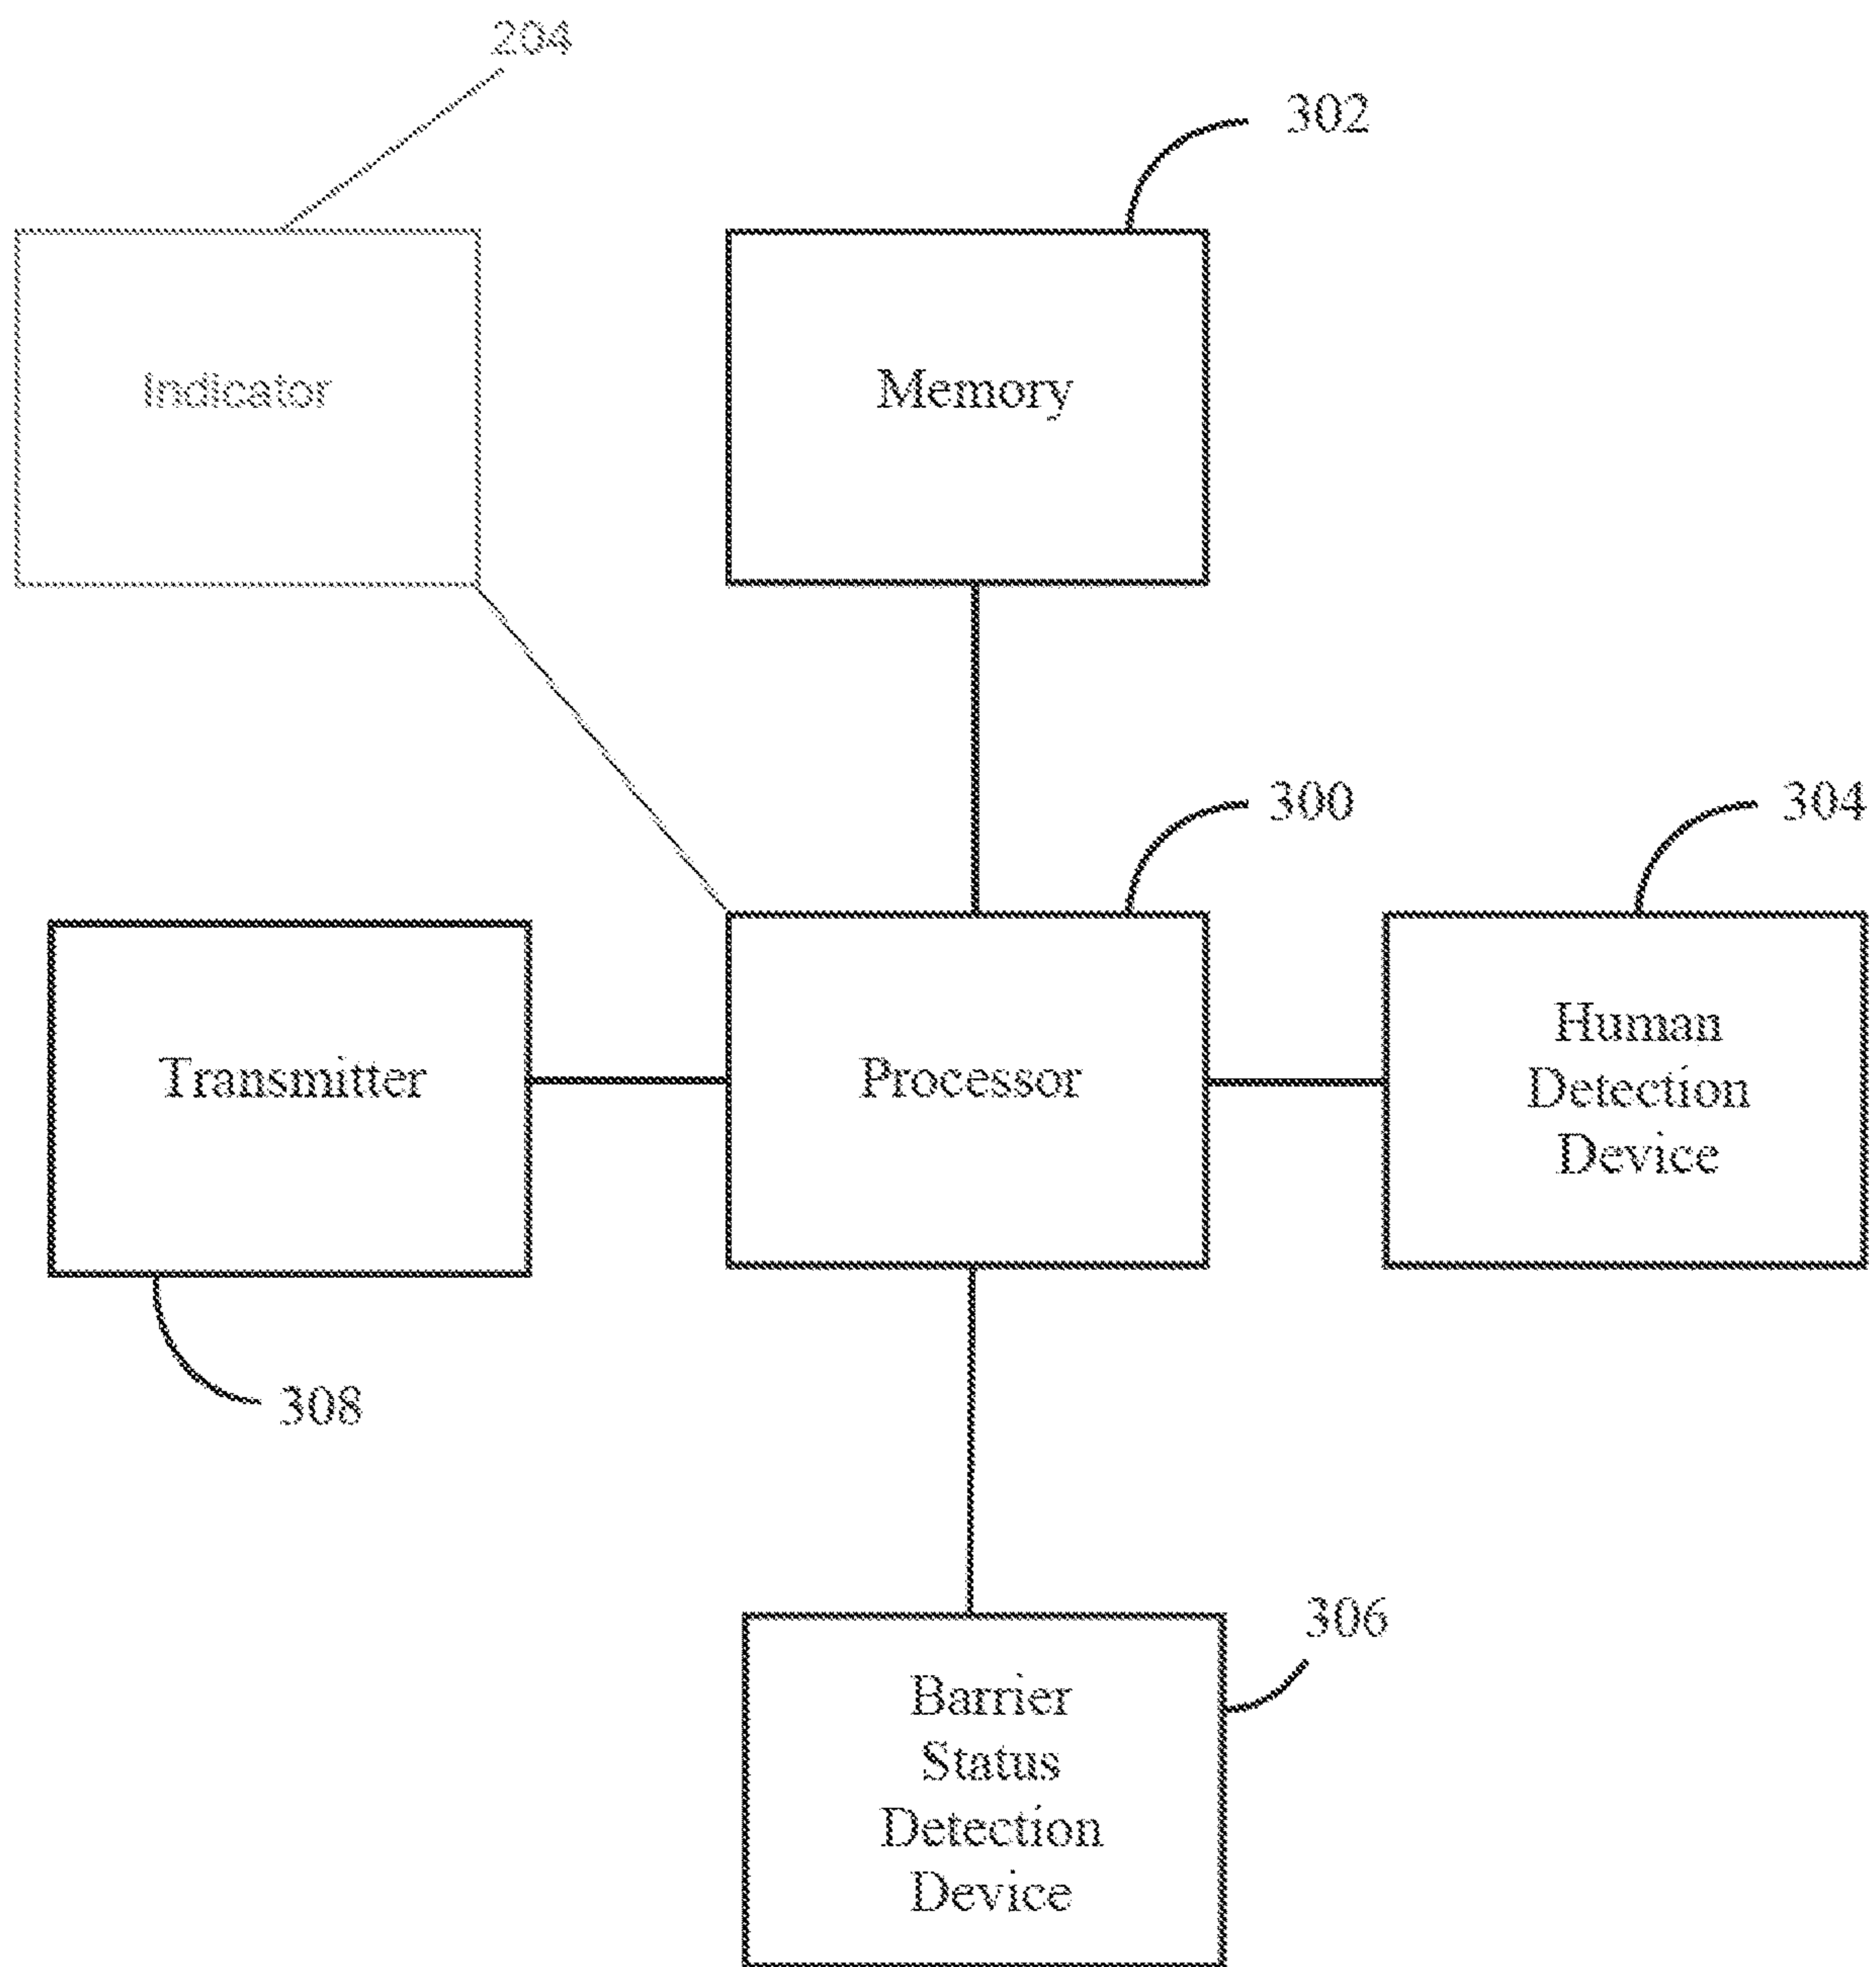 204
302
Indicator
Memory
300
304
Transmitter
Processor
Human
Detection
Device
308
306
Barrier
Status
Detection
Device